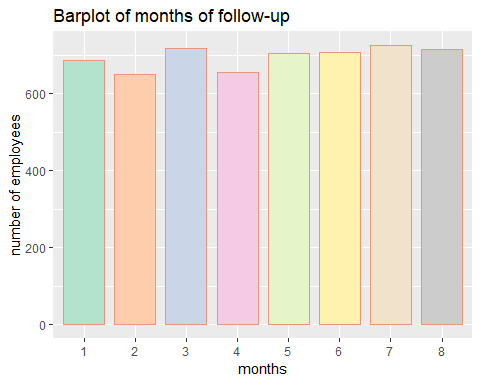 Barplot of months of follow-up
number of employees
600
400
200
0
1 2 3 4 5 6 7 8
months